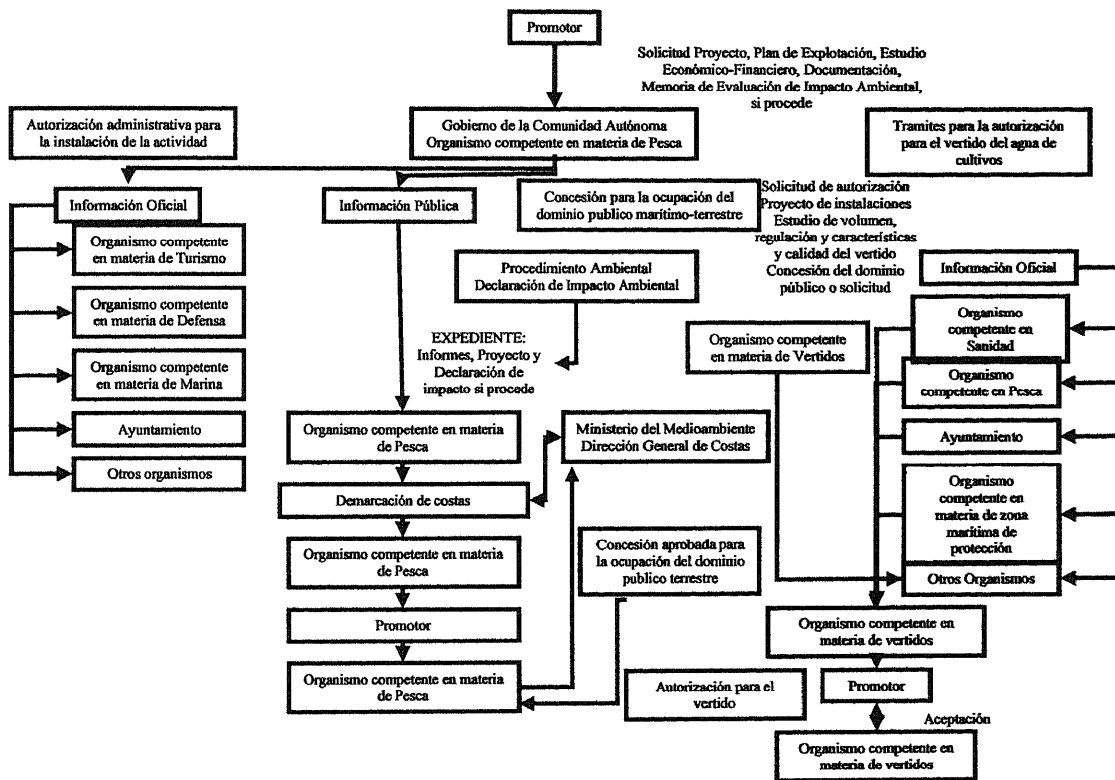 Promotor
Solicitud Proyecto, Plan de Explotación, Estudio
Económico-Financiero, Documentación,
Memoria de Evaluación de Impacto Ambiental,
si procede
Autorización administrativa para
la instalación de la actividad
Gobierno de la Comunidad Autónoma
Organismo competente en materia de Pesca
Tramites para la autorización
para el vertido del agua de
cultivos
Información Oficial
Información Pública
Concesión para la ocupación del
dominio publico marítimo-terrestre
Solicitud de autorización
Proyecto de instalaciones
Estudio de volumen,
regulación y características
y calidad del vertido
Concesión del dominio
público o solicitud
Organismo competente
en materia de Turismo
Organismo competente
en materia de Defensa
Organismo competente
en materia de Marina
Ayuntamiento
Otros organismos
Procedimiento Ambiental
Declaración de Impacto Ambiental
Información Oficial
EXPEDIENTE:
Informes, Proyecto y
Declaración de
impacto si procede
Organismo competente
en materia de Vertidos
Organismo
competente en
Sanidad
Organismo
competente en Pesca
Ayuntamiento
Organismo
competente en
materia de zona
marítima de
protección
Otros Organismos
Organismo competente en materia
de Pesca
Ministerio del Medioambiente
Dirección General de Costas
Demarcación de costas
Organismo competente en materia
de Pesca
Concesión aprobada para
la ocupación del dominio
publico terrestre
Promotor
Organismo competente en materia
de Pesca
Autorización para el
vertido
Organismo competente en
materia de vertidos
Promotor
Aceptación
Organismo competente en
materia de vertidos